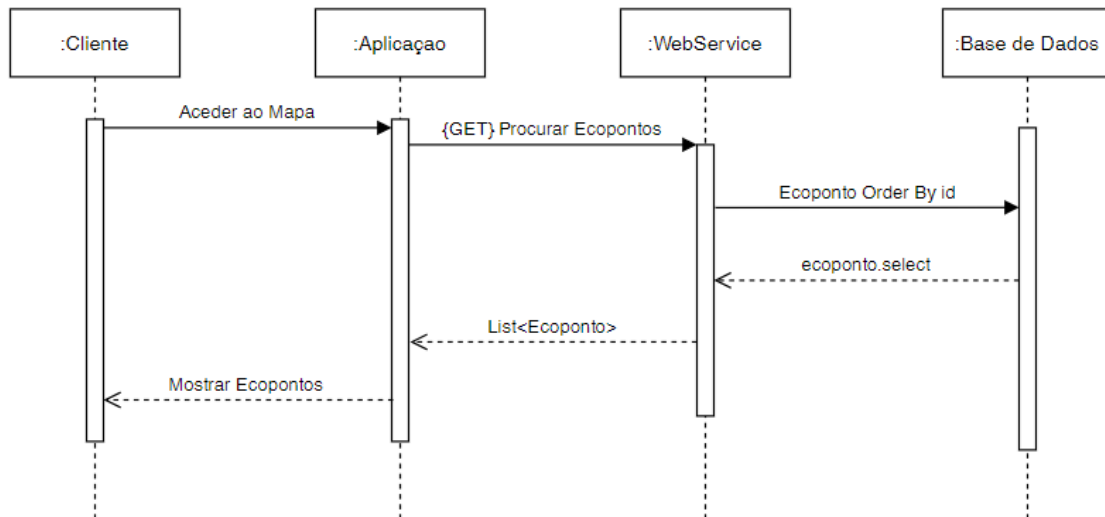 :Cliente
:Aplicaçao
:WebService
:Base de Dados
Aceder ao Mapa
{GET} Procurar Ecopontos
Ecoponto Order By id
ecoponto.select
List<Ecoponto>
Mostrar Ecopontos